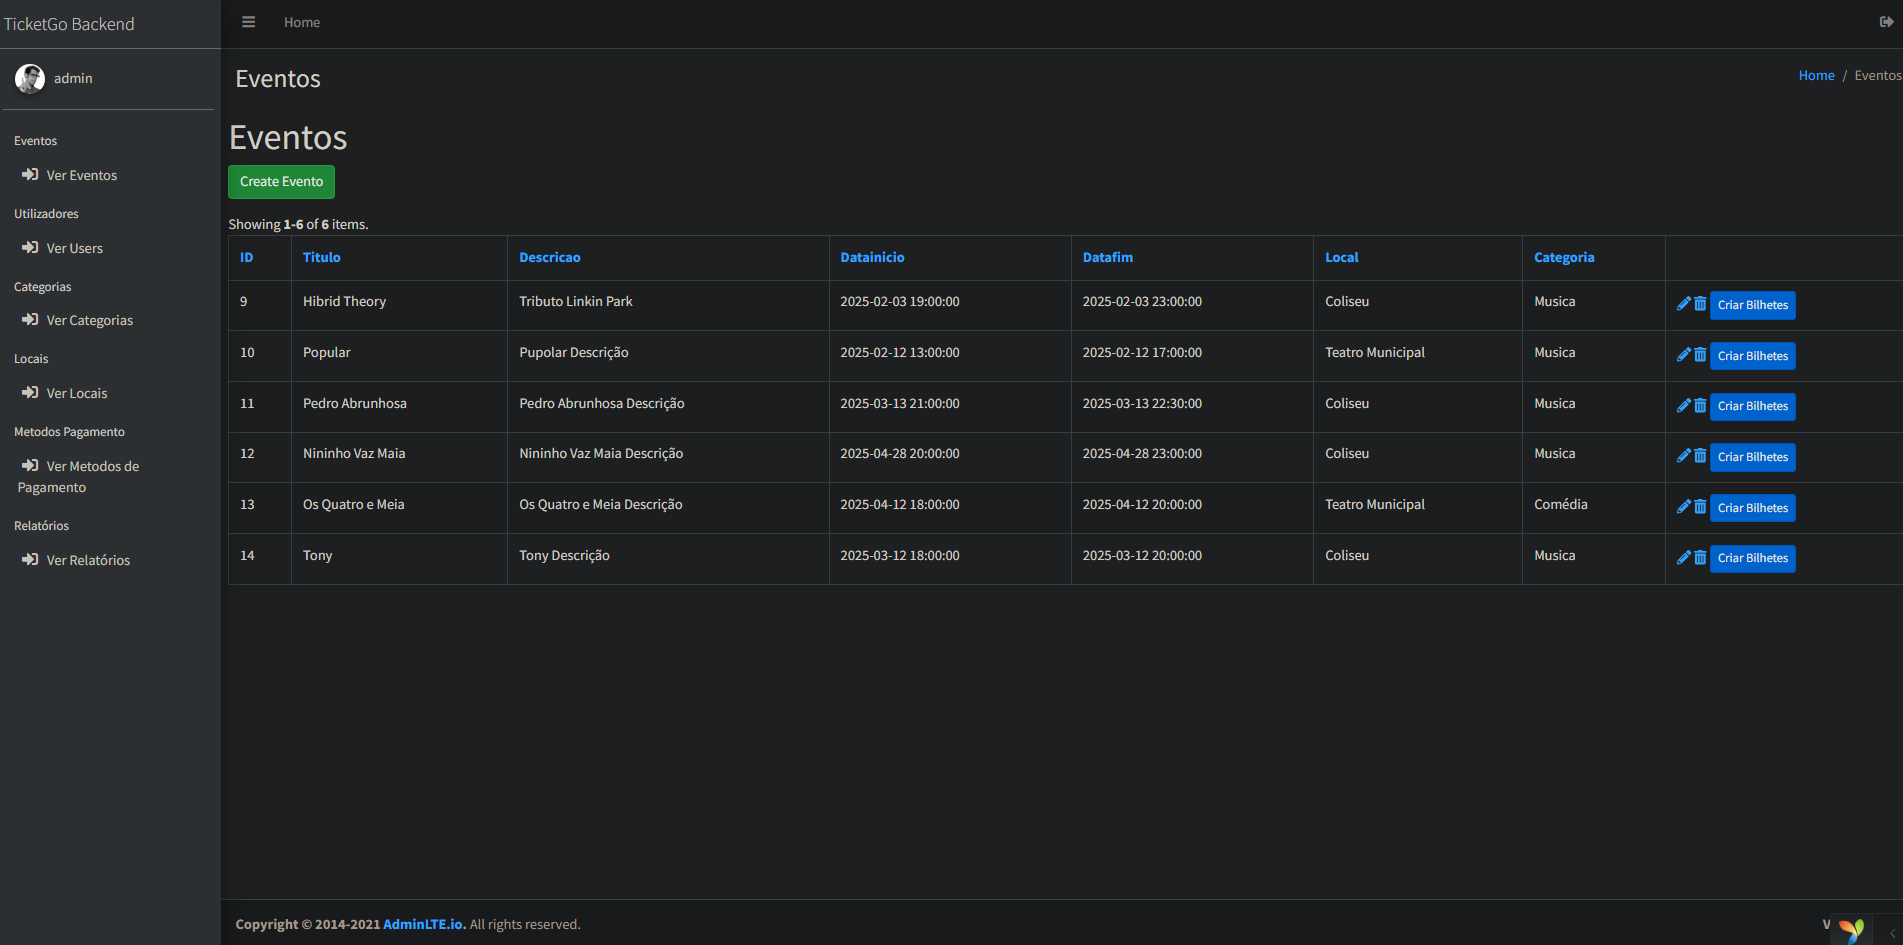 TicketGo Backend
Home
admin
Eventos
Home / Eventos
Eventos
Ver Eventos
Utilizadores
Ver Users
Categorias
Ver Categorias
Locais
Ver Locais
Metodos Pagamento
Ver Metodos de
Pagamento
Relatórios
Ver Relatórios
Eventos
Create Evento
Showing 1-6 of 6 items.
ID Titulo Descricao Datainicio Datafim Local Categoria
9 Hibrid Theory Tributo Linkin Park 2025-02-03 19:00:00 2025-02-03 23:00:00 Coliseu Musica Criar Bilhetes
10 Popular Pupolar Descrição 2025-02-12 13:00:00 2025-02-12 17:00:00 Teatro Municipal Musica Criar Bilhetes
11 Pedro Abrunhosa Pedro Abrunhosa Descrição 2025-03-13 21:00:00 2025-03-13 22:30:00 Coliseu Musica Criar Bilhetes
12 Nininho Vaz Maia Nininho Vaz Maia Descrição 2025-04-28 20:00:00 2025-04-28 23:00:00 Coliseu Musica Criar Bilhetes
13 Os Quatro e Meia Os Quatro e Meia Descrição 2025-04-12 18:00:00 2025-04-12 20:00:00 Teatro Municipal Comédia Criar Bilhetes
14 Tony Tony Descrição 2025-03-12 18:00:00 2025-03-12 20:00:00 Coliseu Musica Criar Bilhetes
Copyright © 2014-2021 AdminLTE.io. All rights reserved.